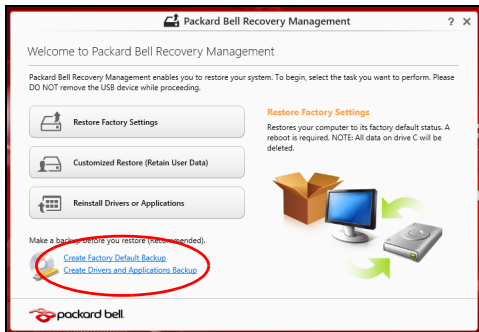 Packard Bell Recovery Management
? X
Welcome to Packard Bell Recovery Management
Packard Bell Recovery Management enables you to restore your system. To begin, select the task you want to perform. Please
DO NOT remove the USB device while proceeding.
Restore Factory Settings
Restore Factory Settings
Restores your computer to its factory default status. A
reboot is required. NOTE: All data on drive C will be
deleted.
Customized Restore (Retain User Data)
Reinstall Drivers or Applications
Make a backup before you restore (Recommended).
Create Factory Default Backup
Create Drivers and Applications Backup
packard bell